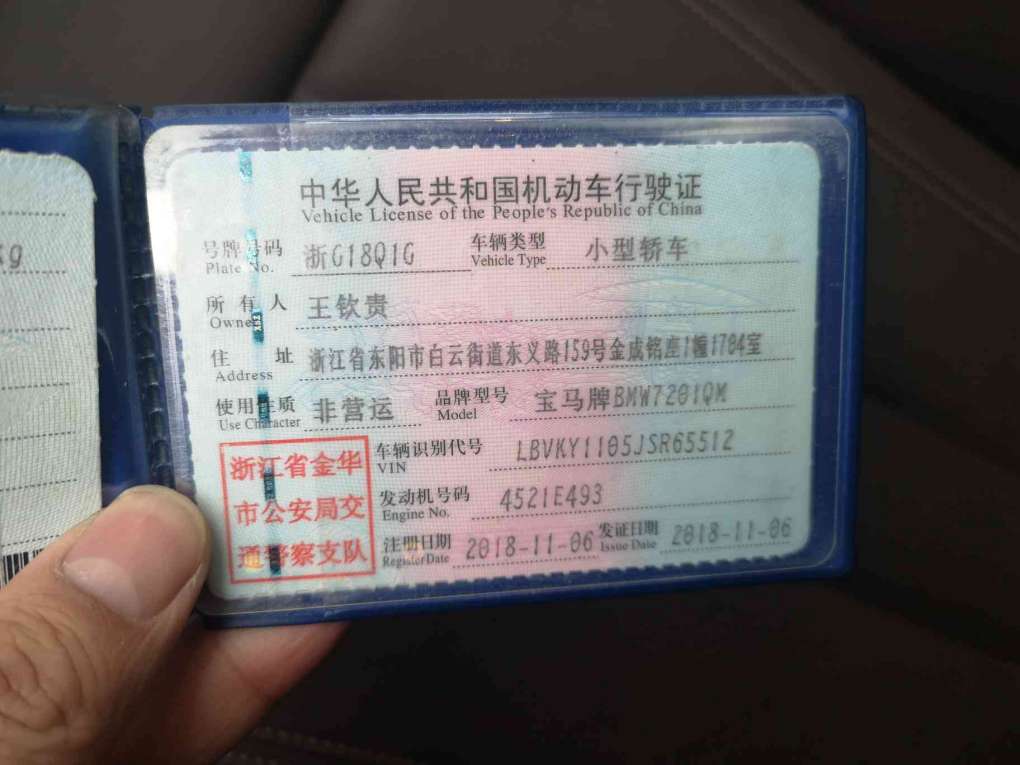 中华人民共和国机动车行驶证
Vehicle License of the People's Republic of China
号牌号码 浙G18Q1G 车辆类型 小型轿车
Plate No. Vehicle Type
所有人 王钦贵
Owner
住址 浙江省东阳市白云街道东义路159号金成铭座1幢1704室
Address
使用性质 非营运 品牌型号 宝马牌BMW7201QM
Use Character Model
车辆识别代号 LBVKY1105JSR65512
VIN
发动机号码 4521E493
Engine No.
注册日期 2018-11-06 发证日期 2018-11-06
Register Date Issue Date
浙江省金华
市公安局交
通警察支队
kg